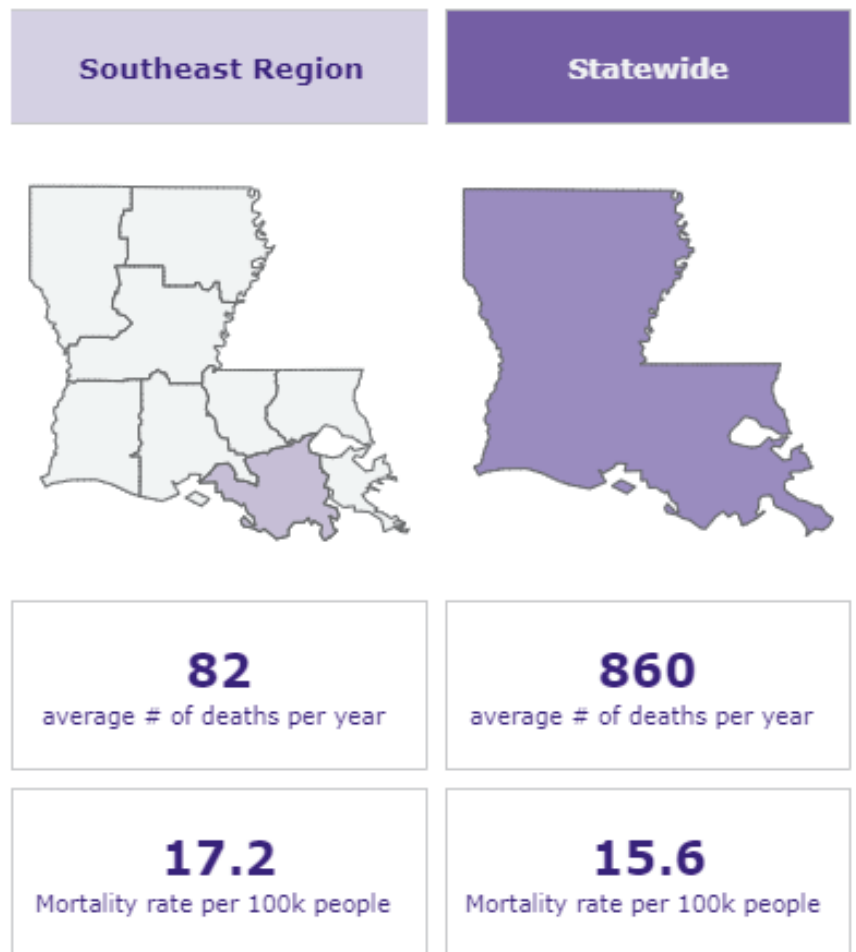 Southeast Region
Statewide
82
average # of deaths per year
860
average # of deaths per year
17.2
Mortality rate per 100k people
15.6
Mortality rate per 100k people